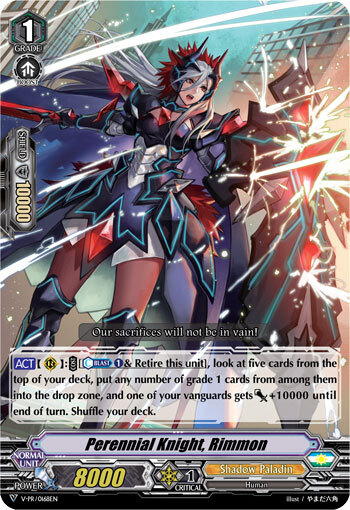 1
GRADE
BOOST
SHIELD
10000
Our sacrifices will not be in vain!
ACT [ ]: [ BLAST 1 & Retire this unit], look at five cards from the
top of your deck, put any number of grade 1 cards from among them
into the drop zone, and one of your vanguards gets +10000 until
end of turn. Shuffle your deck.
Perennial Knight, Rimmon
NORMAL
UNIT
POWER
8000
1
CRITICAL
Shadow Paladin
Human
V-PR/0168EN
illust / やまだ六角